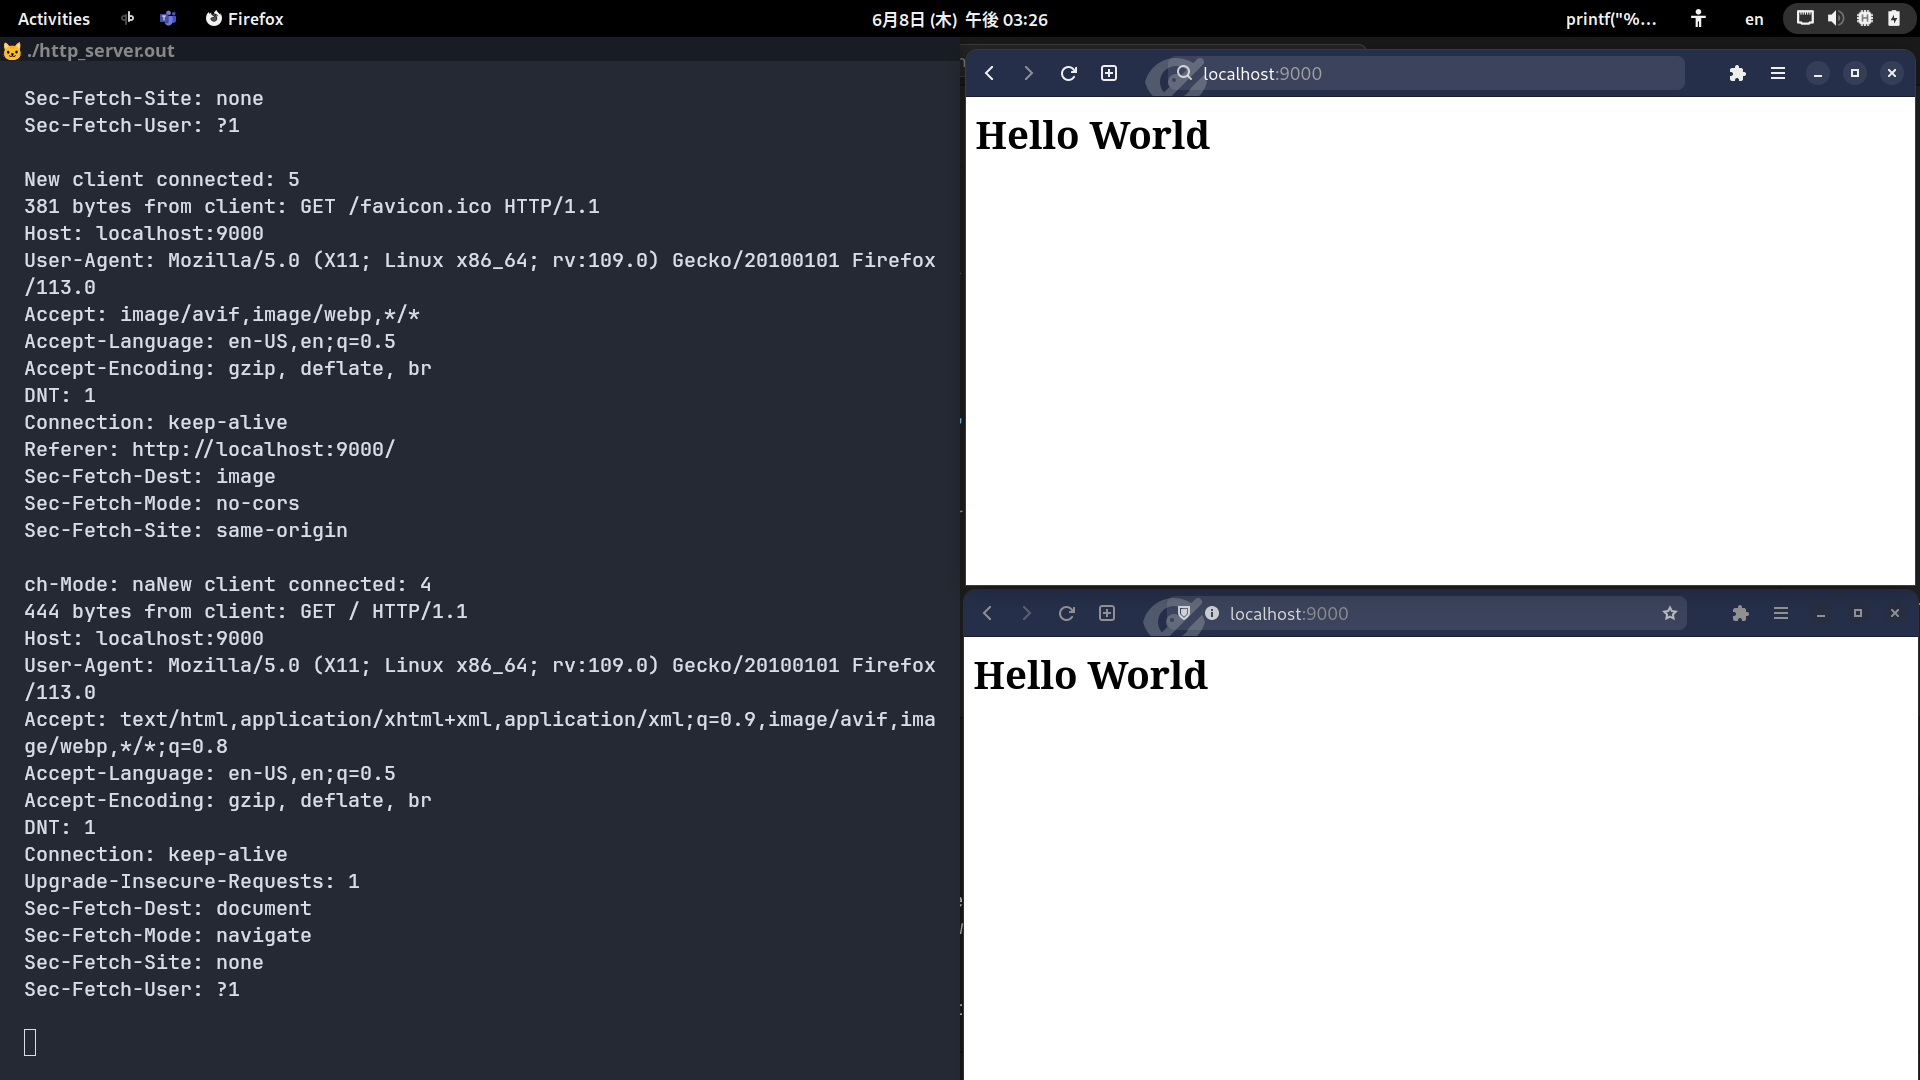 Activities
Firefox
6月8日 (木) 午後 03:26
printf("%...
en
./http_server.out
Sec-Fetch-Site: none
Sec-Fetch-User: ?1
New client connected: 5
381 bytes from client: GET /favicon.ico HTTP/1.1
Host: localhost:9000
User-Agent: Mozilla/5.0 (X11; Linux x86_64; rv:109.0) Gecko/20100101 Firefox
/113.0
Accept: image/avif,image/webp,*/*
Accept-Language: en-US,en;q=0.5
Accept-Encoding: gzip, deflate, br
DNT: 1
Connection: keep-alive
Referer: http://localhost:9000/
Sec-Fetch-Dest: image
Sec-Fetch-Mode: no-cors
Sec-Fetch-Site: same-origin
ch-Mode: naNew client connected: 4
444 bytes from client: GET / HTTP/1.1
Host: localhost:9000
User-Agent: Mozilla/5.0 (X11; Linux x86_64; rv:109.0) Gecko/20100101 Firefox
/113.0
Accept: text/html,application/xhtml+xml,application/xml;q=0.9,image/avif,ima
ge/webp,*/*;q=0.8
Accept-Language: en-US,en;q=0.5
Accept-Encoding: gzip, deflate, br
DNT: 1
Connection: keep-alive
Upgrade-Insecure-Requests: 1
Sec-Fetch-Dest: document
Sec-Fetch-Mode: navigate
Sec-Fetch-Site: none
Sec-Fetch-User: ?1
localhost:9000
Hello World
localhost:9000
Hello World